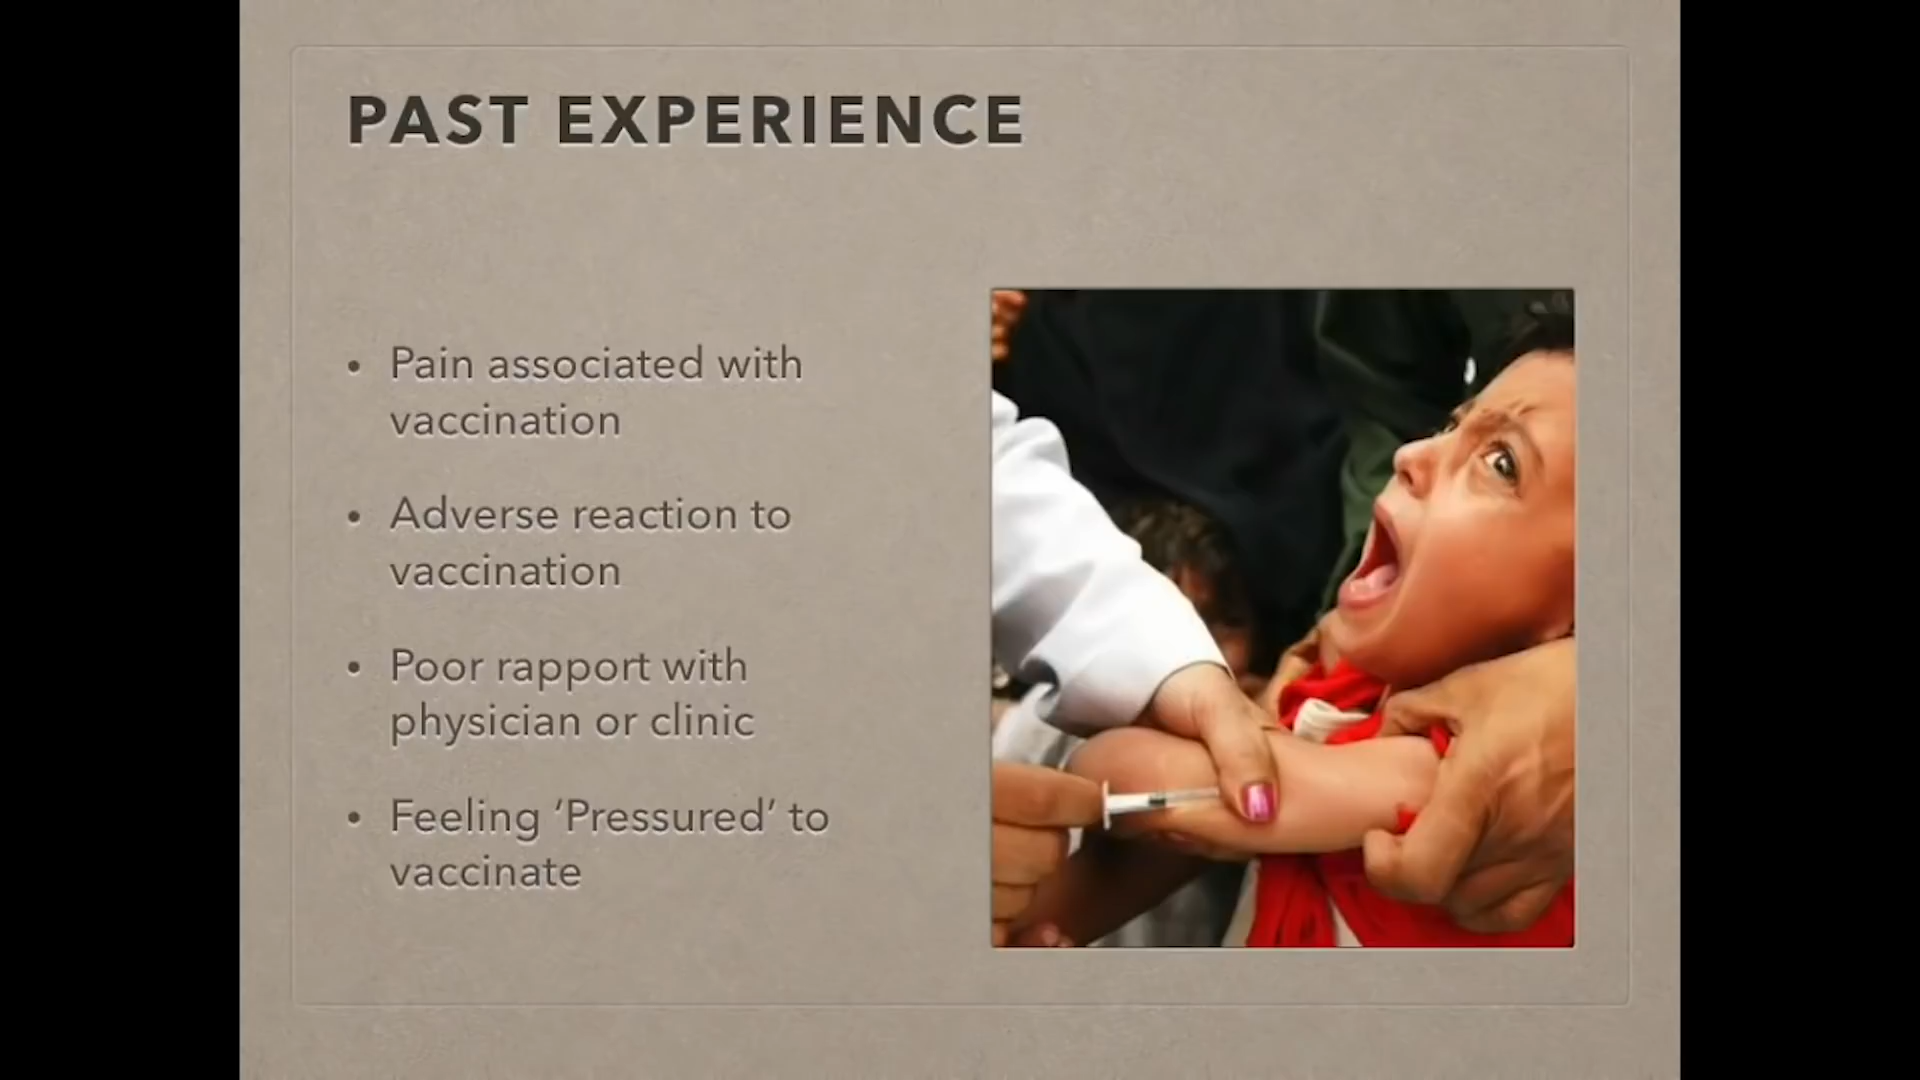 PAST EXPERIENCE
• Pain associated with
vaccination
• Adverse reaction to
vaccination
• Poor rapport with
physician or clinic
• Feeling ‘Pressured’ to
vaccinate